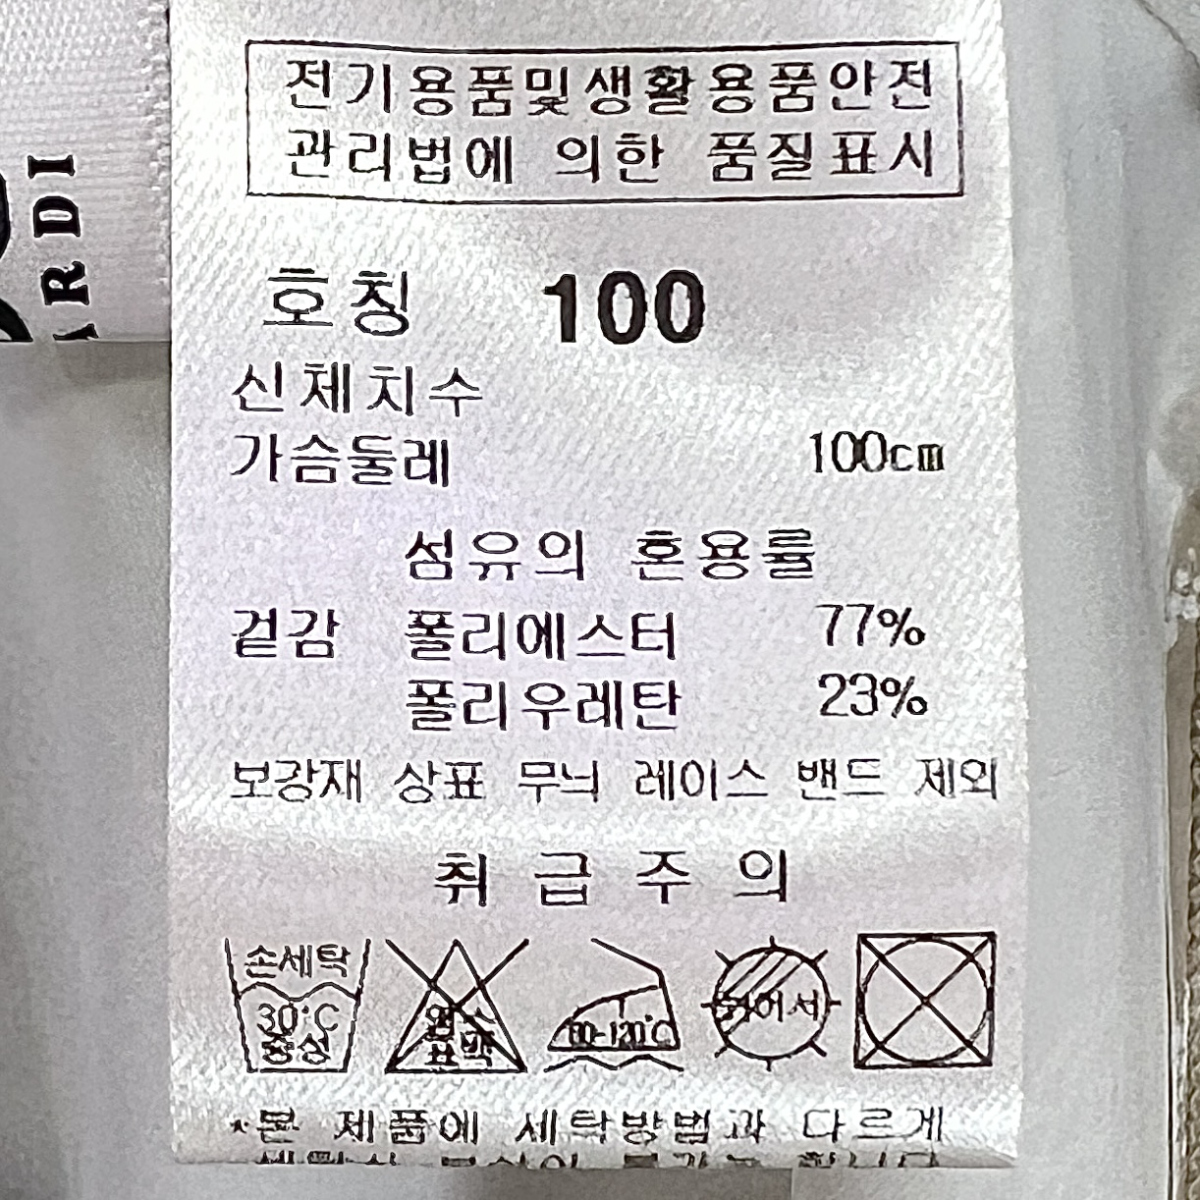 ARDI
전기용품및생활용품안전
관리법에 의한 품질표시
호칭 100
신체치수
가슴둘레 100cm
섬유의 혼용률
겉감 폴리에스터 77%
폴리우레탄 23%
보강재 상표 무늬 레이스 밴드 제외
취급주의
손세탁
30°C
중성
염소
표백
80-120°C
뉘어서
*본 제품에 세탁방법과 다르게